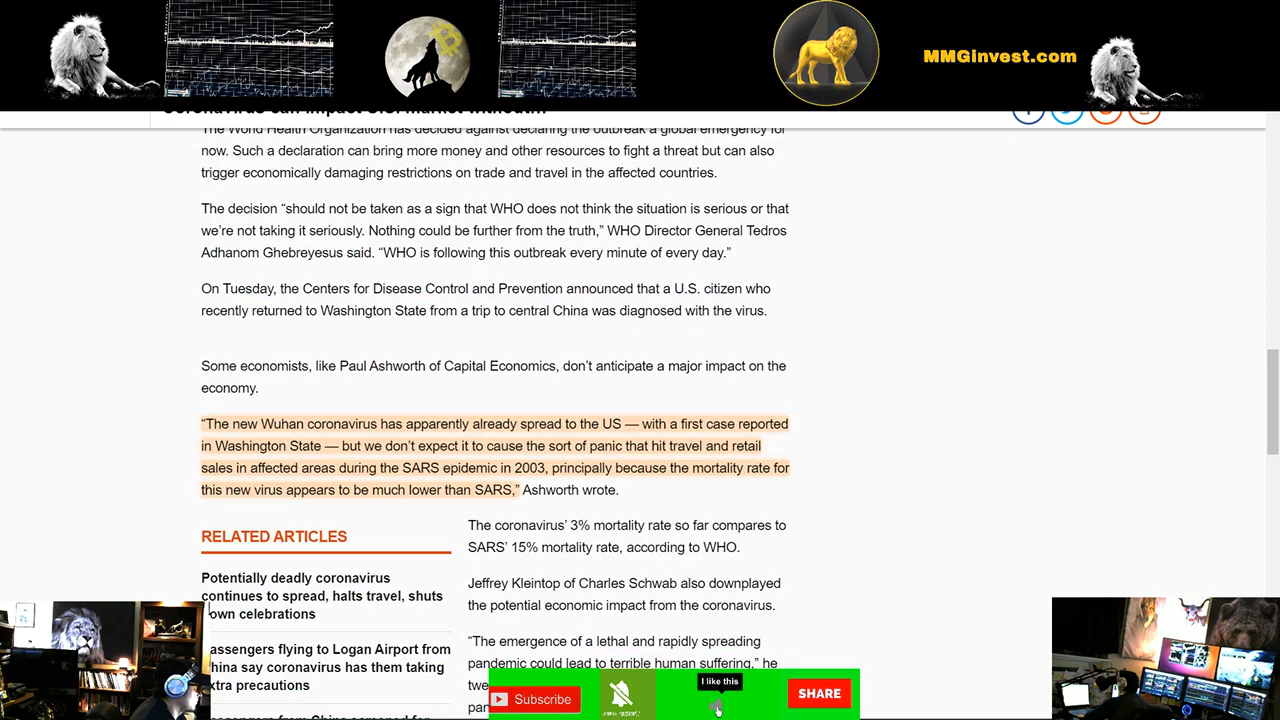 MMGinvest.com
Coronavirus can impact U.S. market without...
The World Health Organization has decided against declaring the outbreak a global emergency for
now. Such a declaration can bring more money and other resources to fight a threat but can also
trigger economically damaging restrictions on trade and travel in the affected countries.
The decision “should not be taken as a sign that WHO does not think the situation is serious or that
we’re not taking it seriously. Nothing could be further from the truth,” WHO Director General Tedros
Adhanom Ghebreyesus said. “WHO is following this outbreak every minute of every day.”
On Tuesday, the Centers for Disease Control and Prevention announced that a U.S. citizen who
recently returned to Washington State from a trip to central China was diagnosed with the virus.
Some economists, like Paul Ashworth of Capital Economics, don’t anticipate a major impact on the
economy.
“The new Wuhan coronavirus has apparently already spread to the US — with a first case reported
in Washington State — but we don’t expect it to cause the sort of panic that hit travel and retail
sales in affected areas during the SARS epidemic in 2003, principally because the mortality rate for
this new virus appears to be much lower than SARS,” Ashworth wrote.
RELATED ARTICLES
Potentially deadly coronavirus
continues to spread, halts travel, shuts
own celebrations
assengers flying to Logan Airport from
hina say coronavirus has them taking
xtra precautions
The coronavirus’ 3% mortality rate so far compares to
SARS’ 15% mortality rate, according to WHO.
Jeffrey Kleintop of Charles Schwab also downplayed
the potential economic impact from the coronavirus.
“The emergence of a lethal and rapidly spreading
pandemic could lead to terrible human suffering,” he
twe
pan
Subscribe
I like this
SHARE